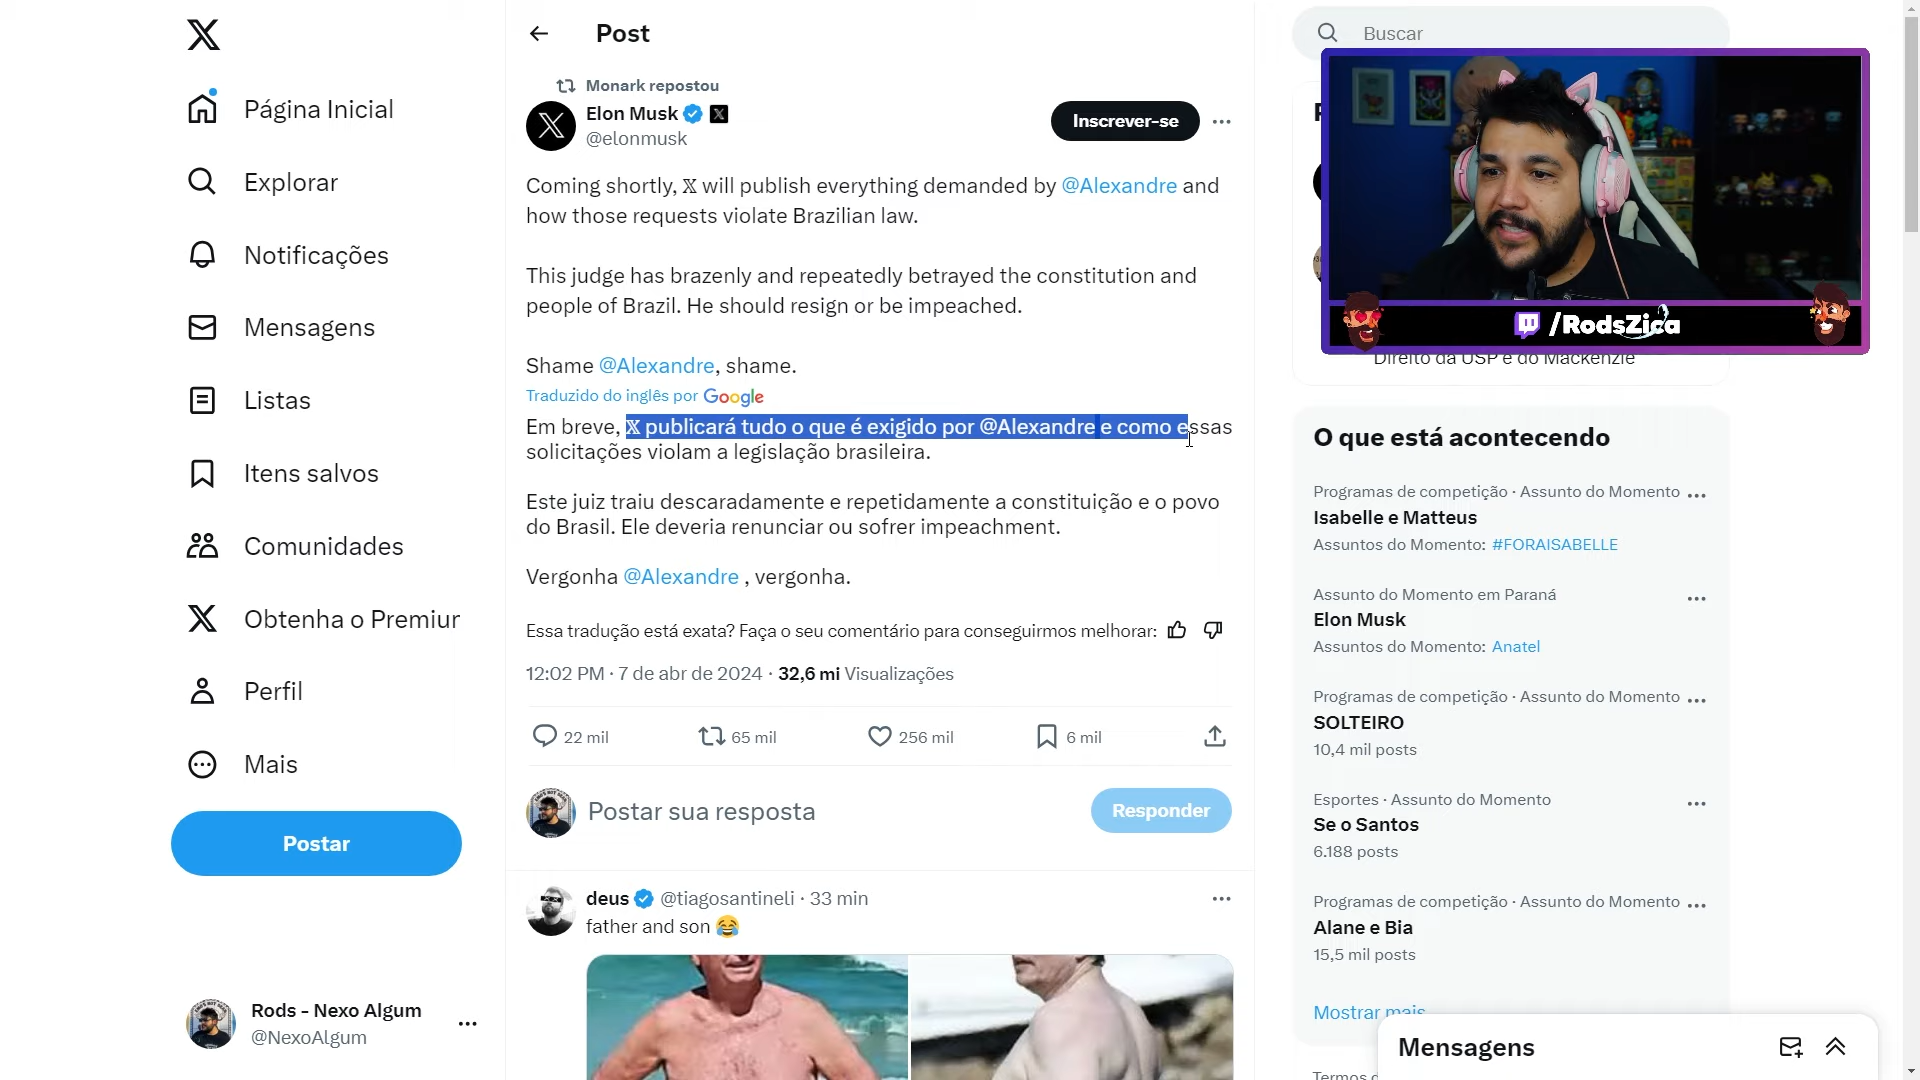 Página Inicial
Explorar
Notificações
Mensagens
Listas
Itens salvos
Comunidades
Obtenha o Premiur
Perfil
Mais
Postar
Rods - Nexo Algum
@NexoAlgum
Post
Monark repostou
Elon Musk
@elonmusk
Inscrever-se
Coming shortly, 𝕏 will publish everything demanded by @Alexandre and
how those requests violate Brazilian law.
This judge has brazenly and repeatedly betrayed the constitution and
people of Brazil. He should resign or be impeached.
Shame @Alexandre, shame.
Traduzido do inglês por Google
Em breve, 𝕏 publicará tudo o que é exigido por @Alexandre e como essas
solicitações violam a legislação brasileira.
Este juiz traiu descaradamente e repetidamente a constituição e o povo
do Brasil. Ele deveria renunciar ou sofrer impeachment.
Vergonha @Alexandre , vergonha.
Essa tradução está exata? Faça o seu comentário para conseguirmos melhorar:
12:02 PM · 7 de abr de 2024 · 32,6 mi Visualizações
22 mil
65 mil
256 mil
6 mil
Postar sua resposta
Responder
deus @tiagosantineli · 33 min
father and son 😂
Buscar
/RodsZica
Direito da USP e do Mackenzie
O que está acontecendo
Programas de competição · Assunto do Momento
Isabelle e Matteus
Assuntos do Momento: #FORAISABELLE
Assunto do Momento em Paraná
Elon Musk
Assuntos do Momento: Anatel
Programas de competição · Assunto do Momento
SOLTEIRO
10,4 mil posts
Esportes · Assunto do Momento
Se o Santos
6.188 posts
Programas de competição · Assunto do Momento
Alane e Bia
15,5 mil posts
Mostrar mais
Mensagens
Termos